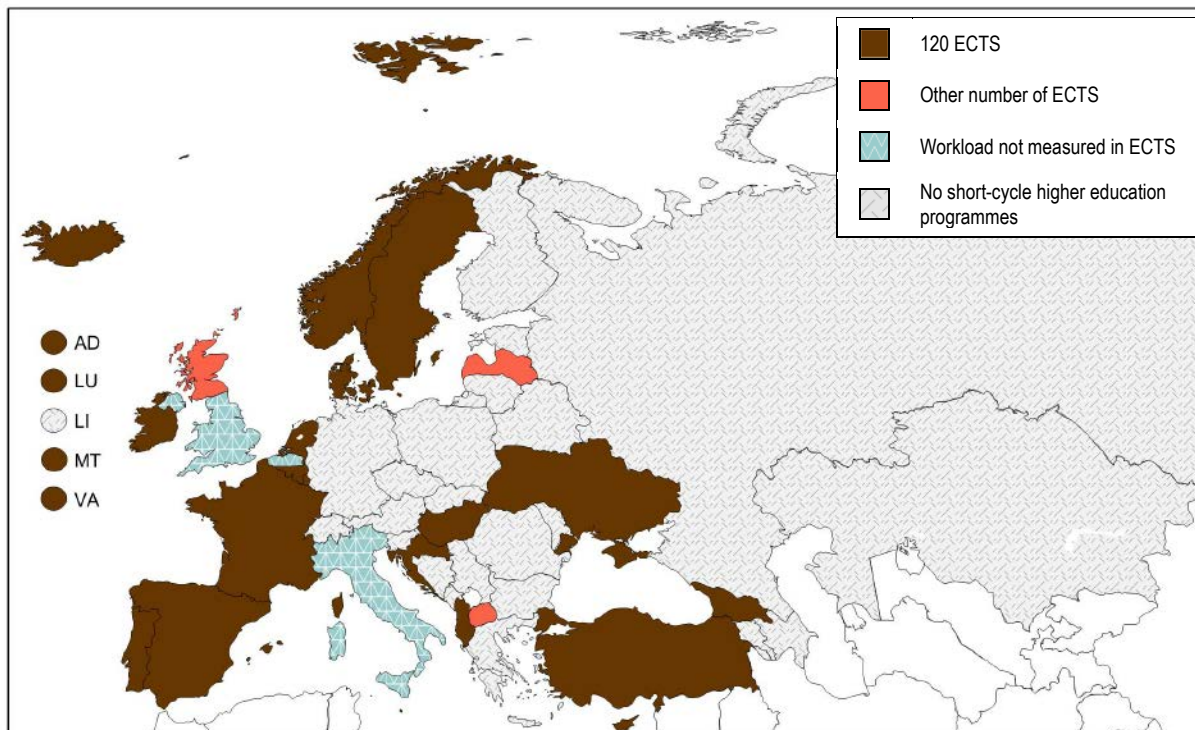 120 ECTS
Other number of ECTS
Workload not measured in ECTS
No short-cycle higher education
programmes
AD
LU
LI
MT
VA